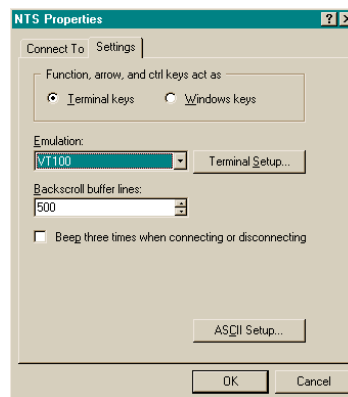 NTS Properties
Connect To Settings
Function, arrow, and ctrl keys act as
Terminal keys Windows keys
Emulation:
VT100 Terminal Setup...
Backscroll buffer lines:
500
Beep three times when connecting or disconnecting
ASCII Setup...
OK Cancel